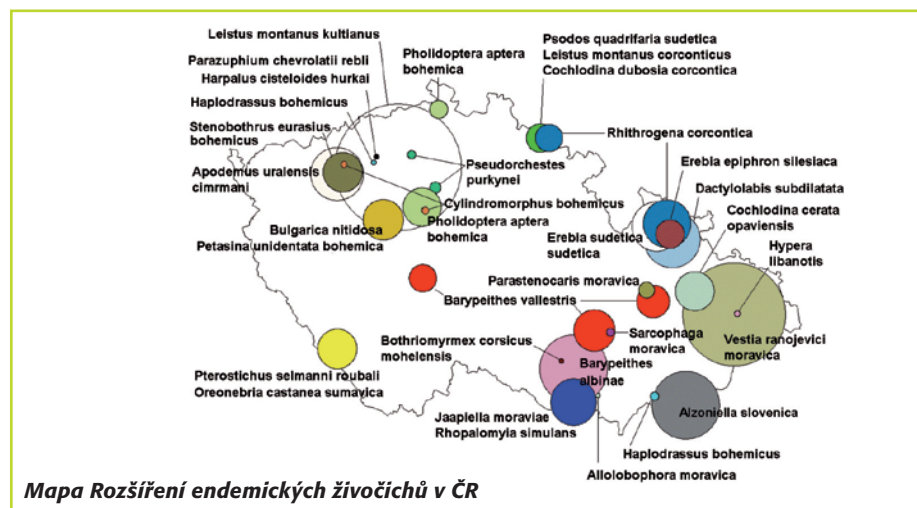 Leistus montanus kultianus
Parazuphium chevrolatii rebli
Harpalus cisteloides hurkai
Haplodrassus bohemicus
Stenobothrus eurasius
bohemicus
Apodemus uralensis
cimrmani
Pholidoptera aptera
bohemica
Psodos quadrifaria sudetica
Leistus montanus corconticus
Cochlodina dubosia corcontica
Rhithrogena corcontica
Erebia epiphron silesiaca
Dactylolabis subdilatata
Cochlodina cerata
opaviensis
Hypera
libanotis
Pseudorchestes
purkynei
Cylindromorphus bohemicus
Pholidoptera aptera
bohemica
Bulgarica nitidosa
Petasina unidentata bohemica
Erebia sudetica
sudetica
Parastenocaris moravica
Barypeithes vallestris
Sarcophaga
moravica
Vestia ranojevici
moravica
Bothriomyrmex corsicus
mohelensis
Barypeithes
albinae
Pterostichus selmanni roubali
Oreonebria castanea sumavica
Jaapiella moraviae
Rhopalomyia simulans
Alzoniella slovenica
Haplodrassus bohemicus
Allolobophora moravica
Mapa Rozšíření endemických živočichů v ČR